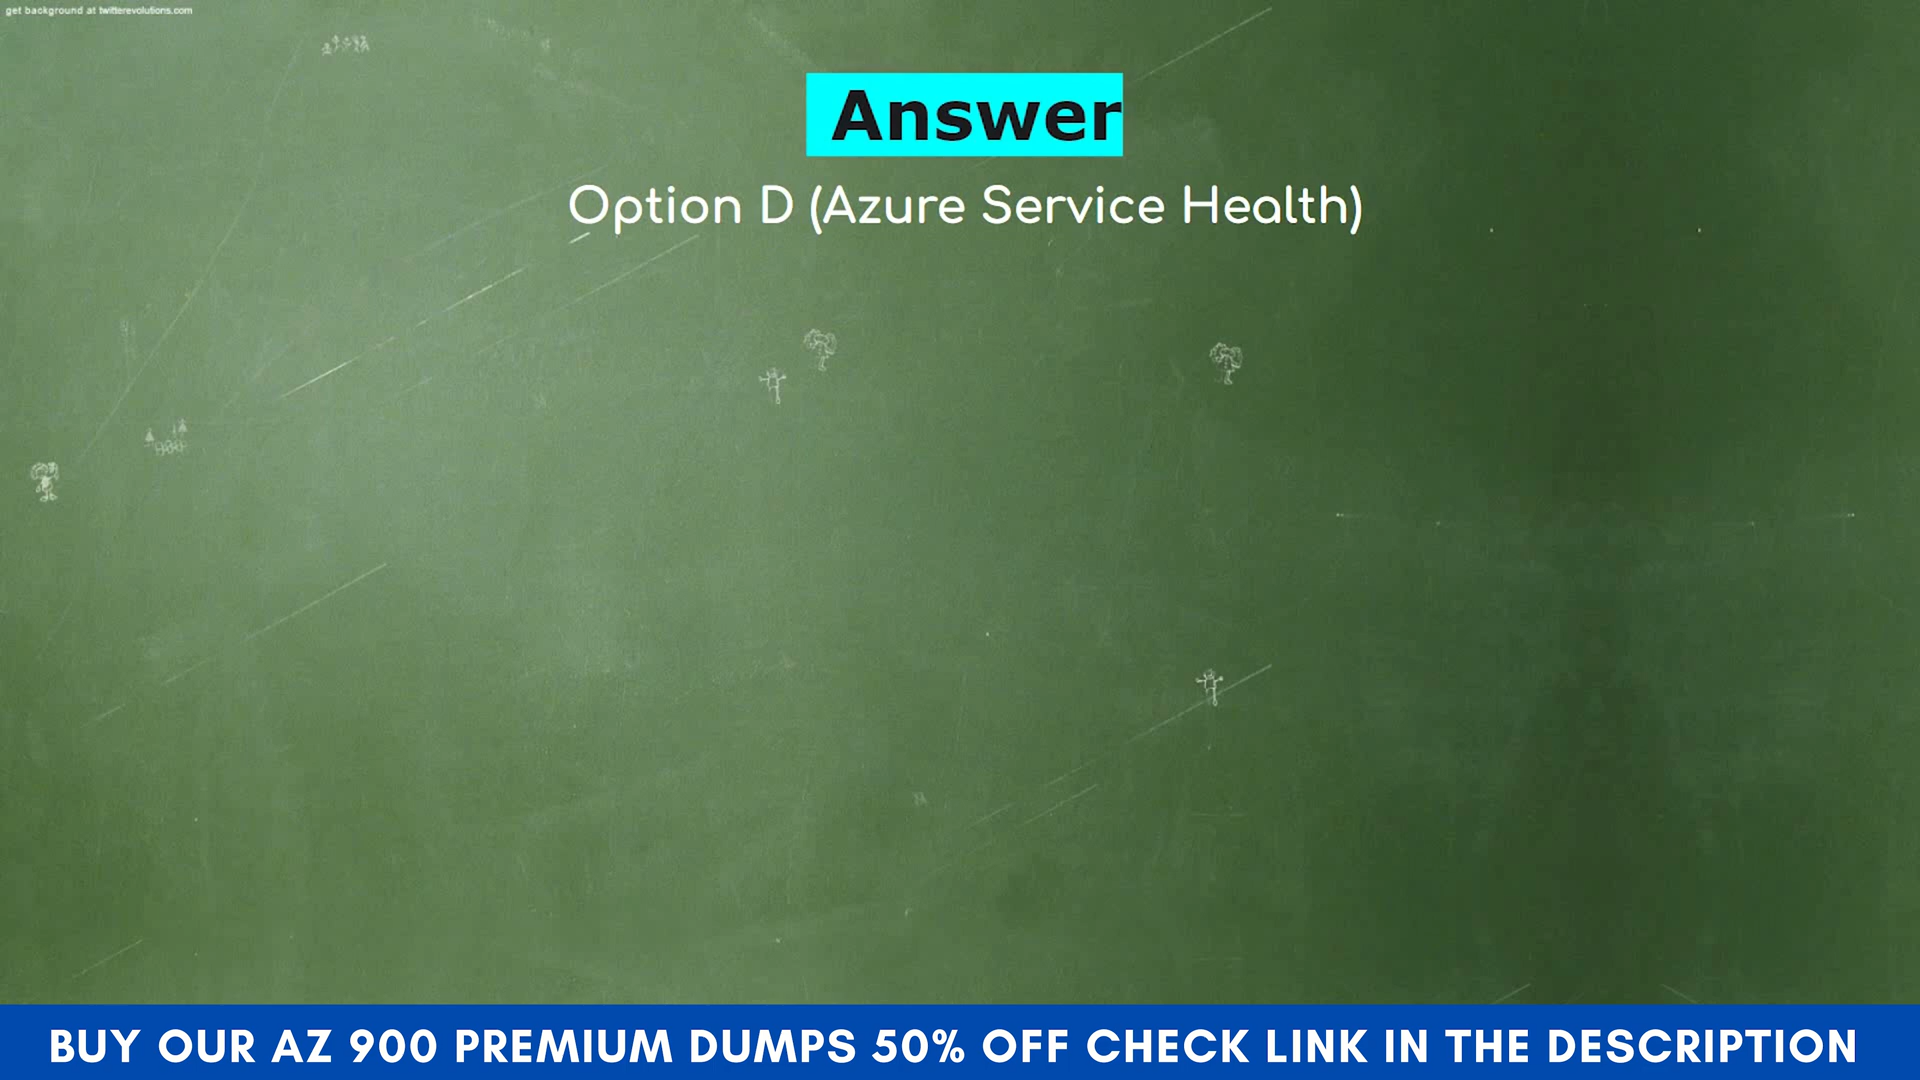 get background at twitterevolutions.com
Answer
Option D (Azure Service Health)
BUY OUR AZ 900 PREMIUM DUMPS 50% OFF CHECK LINK IN THE DESCRIPTION